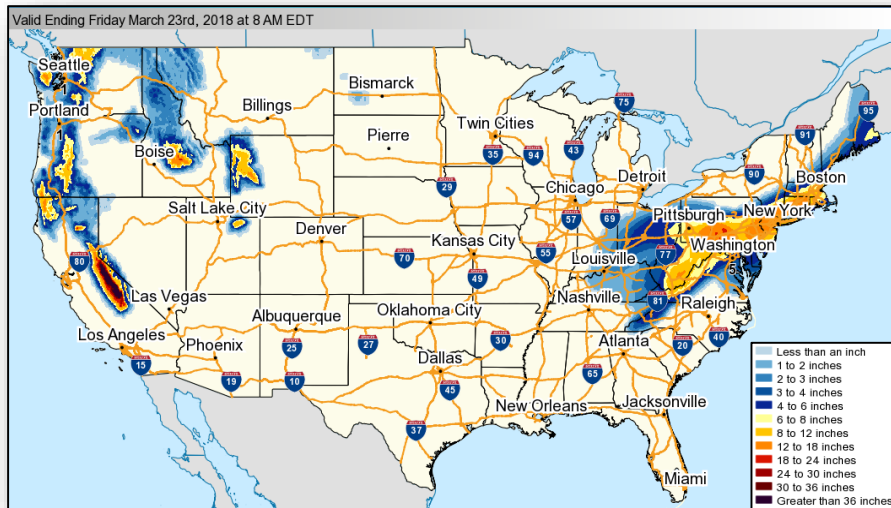 Valid Ending Friday March 23rd, 2018 at 8 AM EDT
Seattle
1
Portland
1
Boise
Billings
Bismarck
Pierre
Twin Cities
75
95
91
90
35
94
43
29
Chicago
Detroit
Boston
Salt Lake City
Denver
57
69
Pittsburgh
New York
Washington
80
70
Kansas City
55
77
5
Louisville
49
Las Vegas
81
Raleigh
Nashville
Los Angeles
Phoenix
Albuquerque
Oklahoma City
15
19
25
27
10
30
Dallas
45
37
65
Atlanta
20
40
New Orleans
Jacksonville
Miami
Less than an inch
1 to 2 inches
2 to 3 inches
3 to 4 inches
4 to 6 inches
6 to 8 inches
8 to 12 inches
12 to 18 inches
18 to 24 inches
24 to 30 inches
30 to 36 inches
Greater than 36 inches